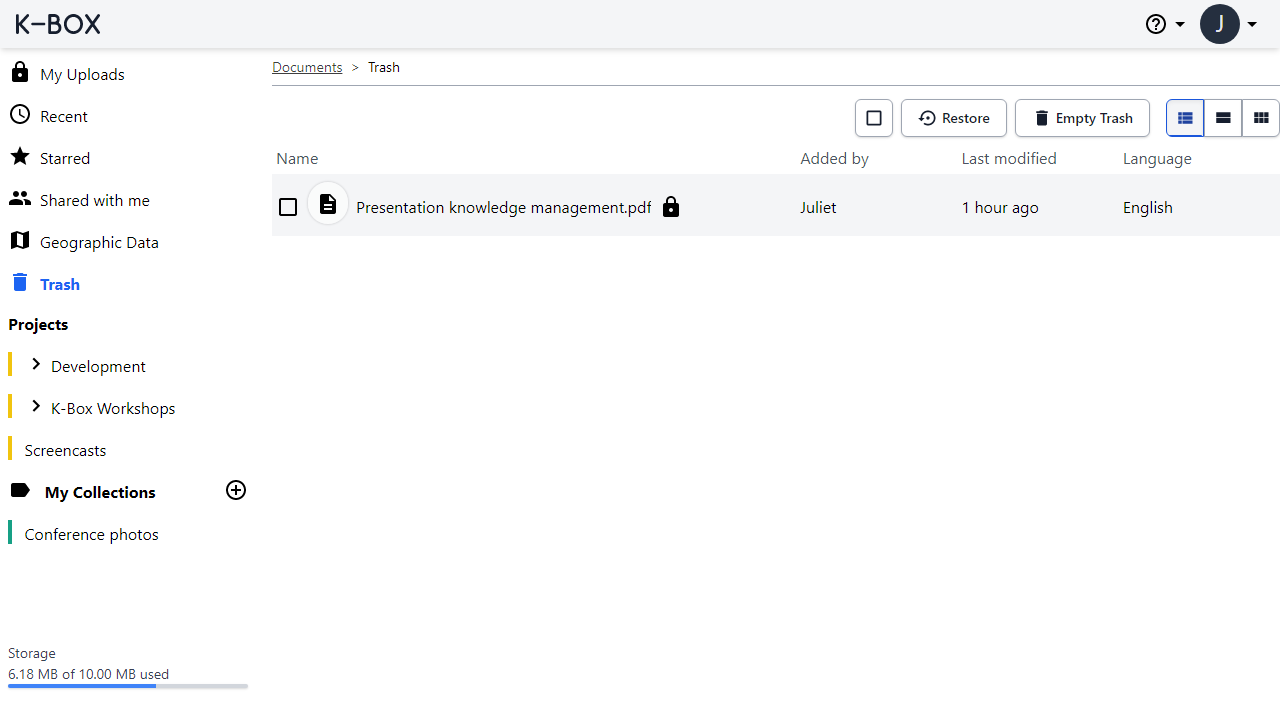 K-BOX
J
My Uploads
Recent
Starred
Shared with me
Geographic Data
Trash
Projects
Development
K-Box Workshops
Screencasts
My Collections
Conference photos
Storage
6.18 MB of 10.00 MB used
Documents > Trash
Restore
Empty Trash
Name Added by Last modified Language
Presentation knowledge management.pdf Juliet 1 hour ago English